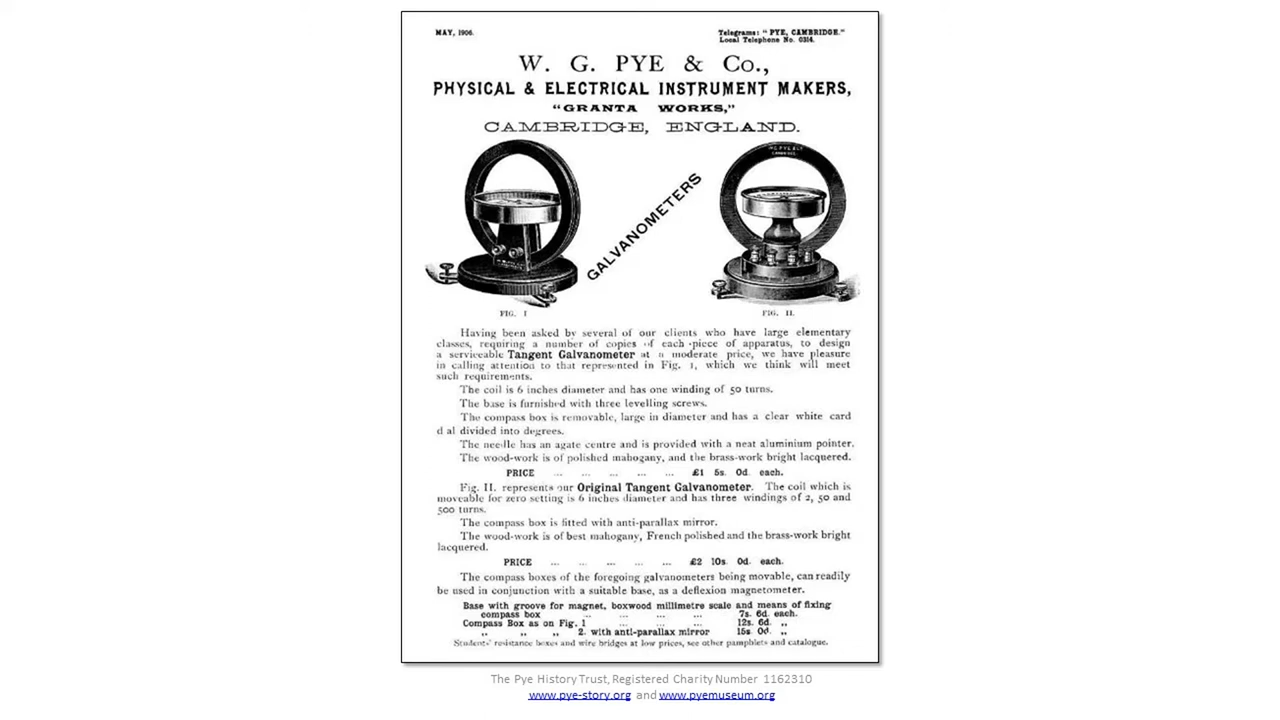 MAY, 1906.
Telegrams: "PYE, CAMBRIDGE."
Local Telephone No. 0314.
W. G. PYE & Co.,
PHYSICAL & ELECTRICAL INSTRUMENT MAKERS,
"GRANTA WORKS,"
CAMBRIDGE, ENGLAND.
W.G. PYE & Co
CAMBRIDGE
GALVANOMETERS
FIG. I
FIG. II.
Having been asked by several of our clients who have large elementary
classes, requiring a number of copies of each piece of apparatus, to design
a serviceable Tangent Galvanometer at a moderate price, we have pleasure
in calling attention to that represented in Fig. 1, which we think will meet
such requirements.
The coil is 6 inches diameter and has one winding of 50 turns.
The base is furnished with three levelling screws.
The compass box is removable, large in diameter and has a clear white card
d al divided into degrees.
The needle has an agate centre and is provided with a neat aluminium pointer.
The wood-work is of polished mahogany, and the brass-work bright lacquered.
PRICE ... ... ... ... ... £1 5s. 0d. each.
Fig. II. represents our Original Tangent Galvanometer. The coil which is
moveable for zero setting is 6 inches diameter and has three windings of 2, 50 and
500 turns.
The compass box is fitted with anti-parallax mirror.
The wood-work is of best mahogany, French polished and the brass-work bright
lacquered.
PRICE ... ... ... ... ... £2 10s. 0d. each.
The compass boxes of the foregoing galvanometers being movable, can readily
be used in conjunction with a suitable base, as a deflexion magnetometer.
Base with groove for magnet, boxwood millimetre scale and means of fixing
compass box ... ... ... ... 7s. 6d. each.
Compass Box as on Fig. 1 ... ... ... 12s. 6d. ,,
,, ,, ,, 2. with anti-parallax mirror 15s. 0d. ,,
Students' resistance boxes and wire bridges at low prices, see other pamphlets and catalogue.
The Pye History Trust, Registered Charity Number 1162310
www.pye-story.org and www.pyemuseum.org